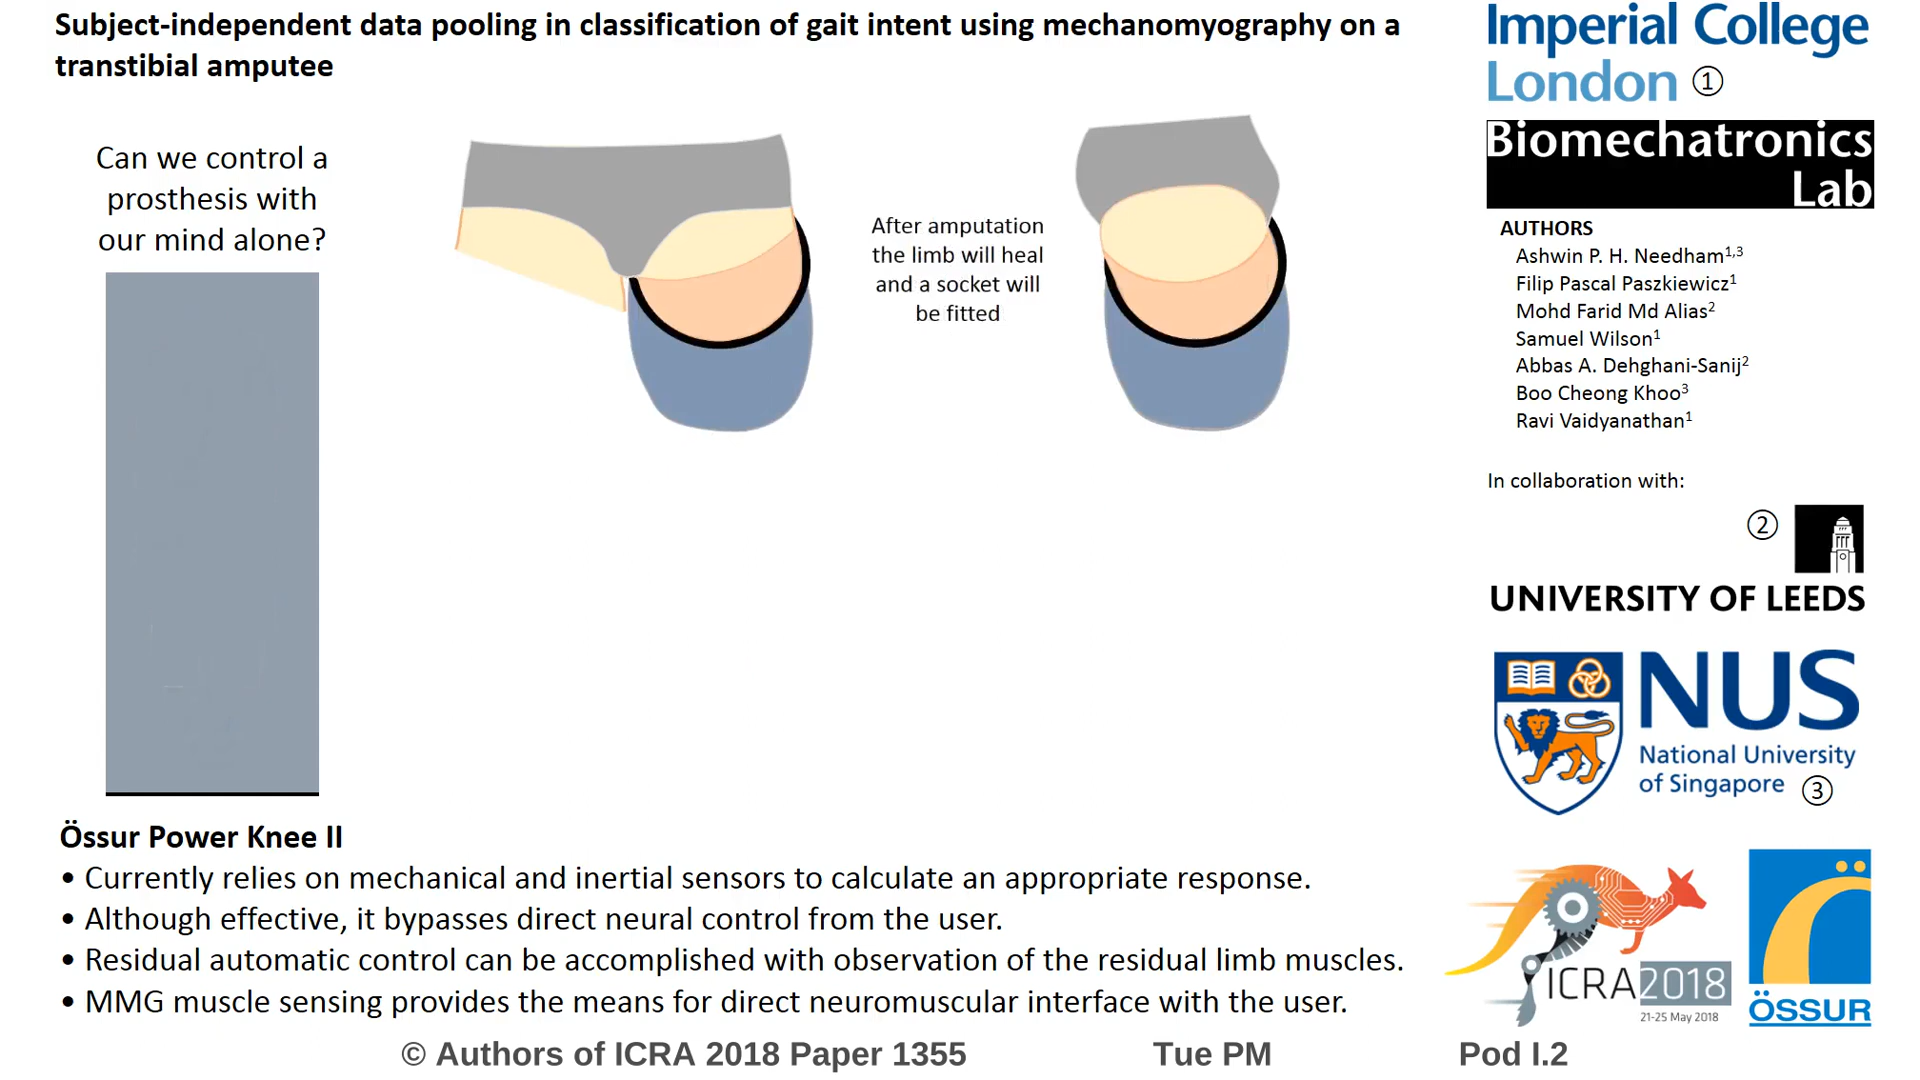 Subject-independent data pooling in classification of gait intent using mechanomyography on a
transtibial amputee
Can we control a
prosthesis with
our mind alone?
After amputation
the limb will heal
and a socket will
be fitted
Imperial College
London ①
Biomechatronics
Lab
AUTHORS
Ashwin P. H. Needham1,3
Filip Pascal Paszkiewicz1
Mohd Farid Md Alias2
Samuel Wilson1
Abbas A. Dehghani-Sanij2
Boo Cheong Khoo3
Ravi Vaidyanathan1
In collaboration with:
②
UNIVERSITY OF LEEDS
NUS
National University
of Singapore ③
Össur Power Knee II
• Currently relies on mechanical and inertial sensors to calculate an appropriate response.
• Although effective, it bypasses direct neural control from the user.
• Residual automatic control can be accomplished with observation of the residual limb muscles.
• MMG muscle sensing provides the means for direct neuromuscular interface with the user.
ICRA2018
21-25 May 2018
ÖSSUR
© Authors of ICRA 2018 Paper 1355 Tue PM Pod I.2